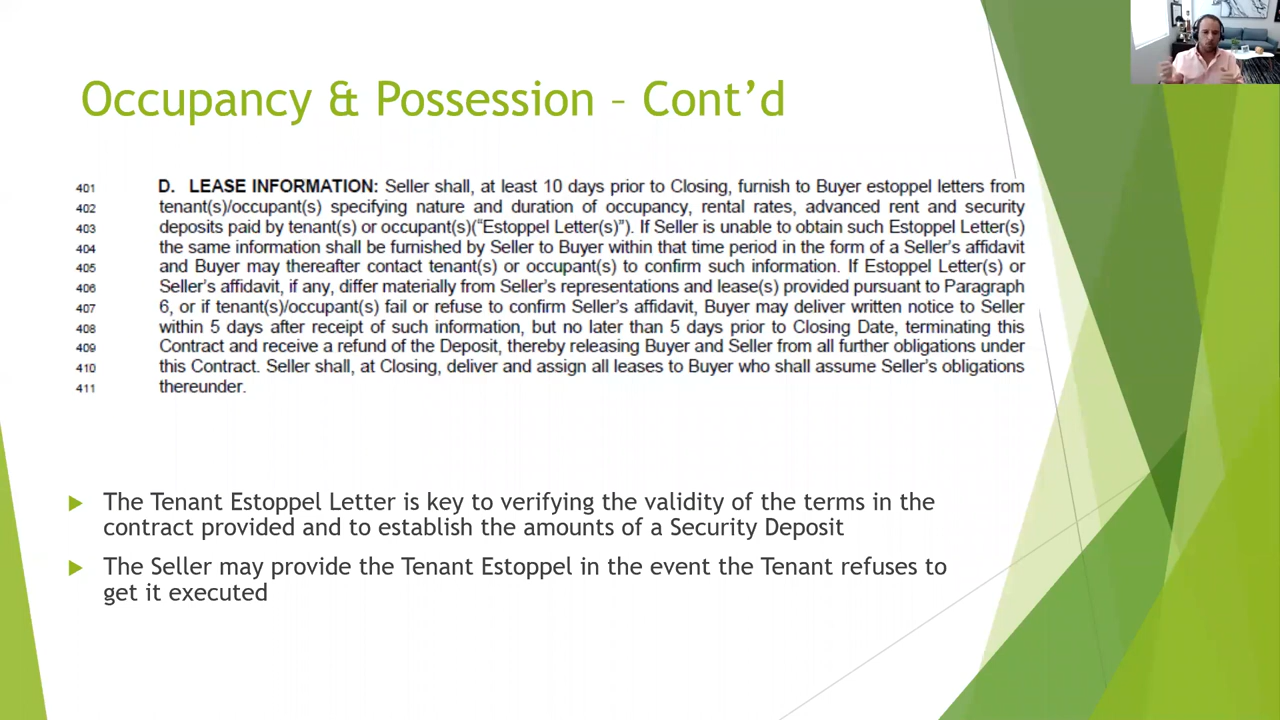 Occupancy & Possession – Cont’d
401 D. LEASE INFORMATION: Seller shall, at least 10 days prior to Closing, furnish to Buyer estoppel letters from
402 tenant(s)/occupant(s) specifying nature and duration of occupancy, rental rates, advanced rent and security
403 deposits paid by tenant(s) or occupant(s)(“Estoppel Letter(s)”). If Seller is unable to obtain such Estoppel Letter(s)
404 the same information shall be furnished by Seller to Buyer within that time period in the form of a Seller’s affidavit
405 and Buyer may thereafter contact tenant(s) or occupant(s) to confirm such information. If Estoppel Letter(s) or
406 Seller’s affidavit, if any, differ materially from Seller’s representations and lease(s) provided pursuant to Paragraph
407 6, or if tenant(s)/occupant(s) fail or refuse to confirm Seller’s affidavit, Buyer may deliver written notice to Seller
408 within 5 days after receipt of such information, but no later than 5 days prior to Closing Date, terminating this
409 Contract and receive a refund of the Deposit, thereby releasing Buyer and Seller from all further obligations under
410 this Contract. Seller shall, at Closing, deliver and assign all leases to Buyer who shall assume Seller’s obligations
411 thereunder.
The Tenant Estoppel Letter is key to verifying the validity of the terms in the
contract provided and to establish the amounts of a Security Deposit
The Seller may provide the Tenant Estoppel in the event the Tenant refuses to
get it executed